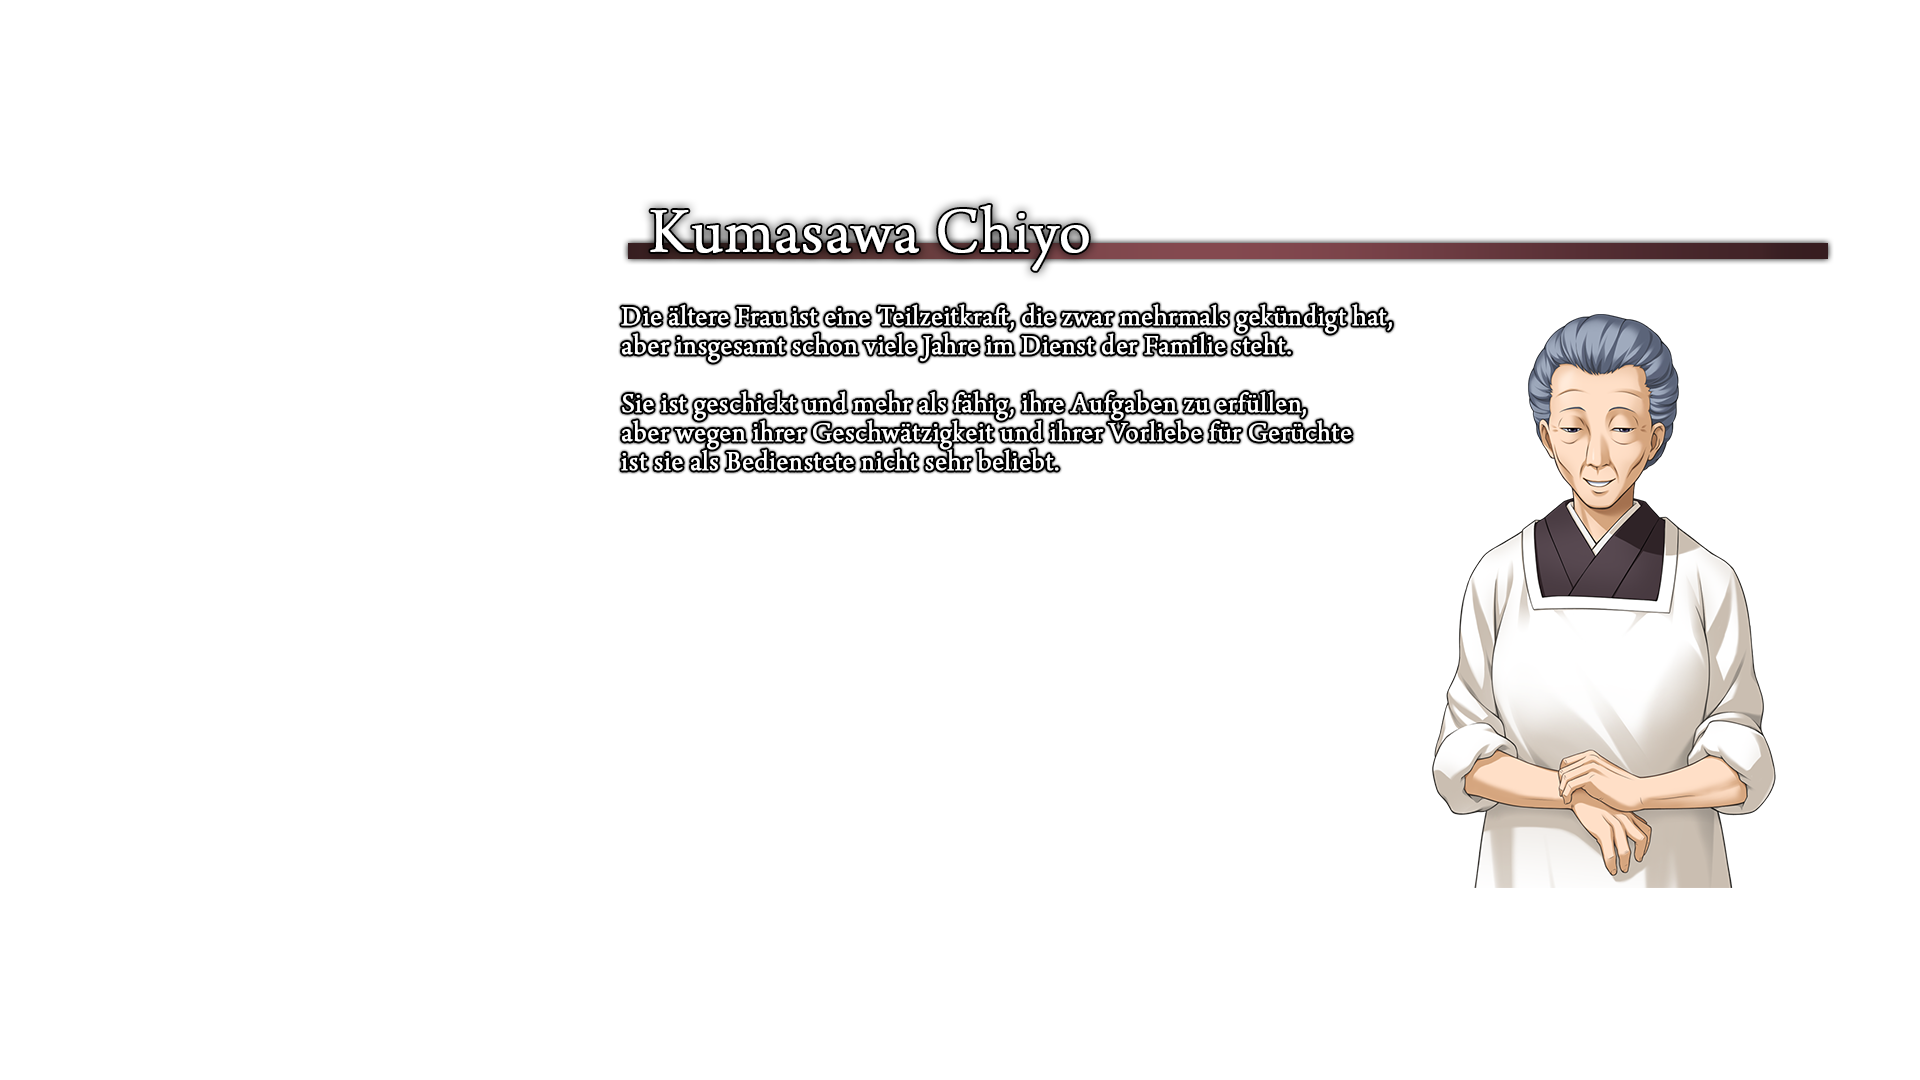 Kumasawa Chiyo
Die ältere Frau ist eine Teilzeitkraft, die zwar mehrmals gekündigt hat,
aber insgesamt schon viele Jahre im Dienst der Familie steht.
Sie ist geschickt und mehr als fähig, ihre Aufgaben zu erfüllen,
aber wegen ihrer Geschwätzigkeit und ihrer Vorliebe für Gerüchte
ist sie als Bedienstete nicht sehr beliebt.